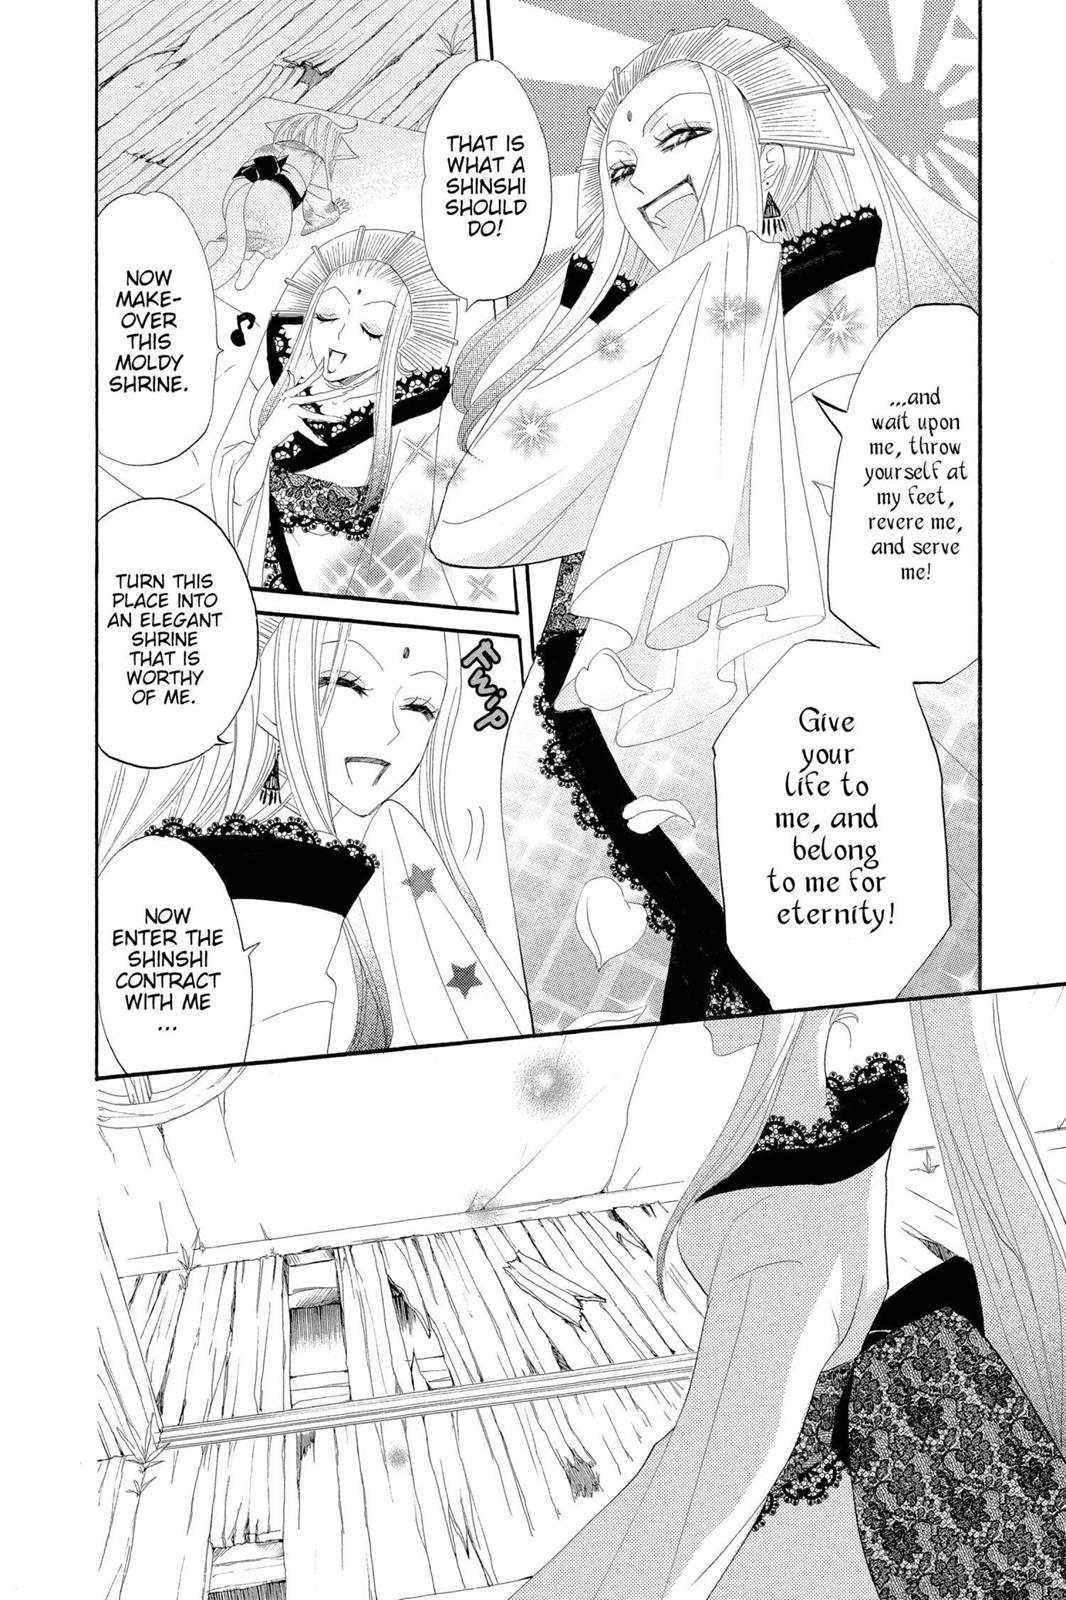 ...and
wait upon
me, throw
yourself at
my feet,
revere me,
and serve
me!
Give
your
life to
me, and
belong
to me for
eternity!
THAT IS
WHAT A
SHINSHI
SHOULD
DO!
NOW
MAKE-
OVER
THIS
MOLDY
SHRINE.
TURN THIS
PLACE INTO
AN ELEGANT
SHRINE
THAT IS
WORTHY
OF ME.
FWIP
NOW
ENTER THE
SHINSHI
CONTRACT
WITH ME
...